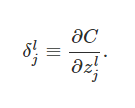 δ^l_j ≡ ∂C/∂z^l_j.